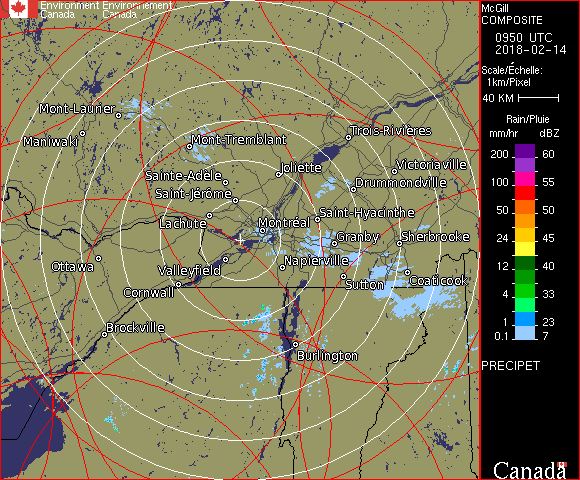 Environment Environnement
Canada Canada
McGill
COMPOSITE
0950 UTC
2018-02-14
Scale/Échelle:
1km/Pixel
40 KM
Rain/Pluie
mm/hr dBZ
200 60
100 55
50 50
24 45
12 40
4 33
1 23
0.1 7
PRECIPET
Canada
Mont-Laurier
Maniwaki
Mont-Tremblant
Trois-Rivières
Joliette
Victoriaville
Sainte-Adèle
Drummondville
Saint-Jérôme
Lachute
Montréal
Saint-Hyacinthe
Granby
Sherbrooke
Ottawa
Valleyfield
Napierville
Cornwall
Sutton
Coaticook
Brockville
Burlington